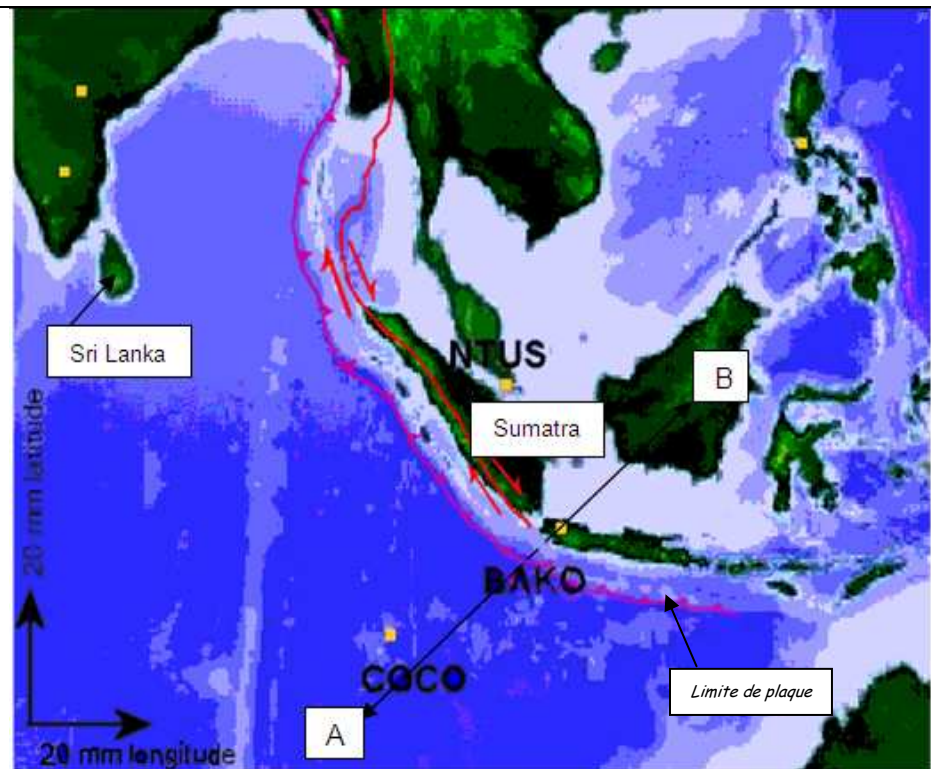 Sri Lanka
NTUS
B
Sumatra
BAKO
20 mm latitude
COCO
Limite de plaque
A
20 mm longitude